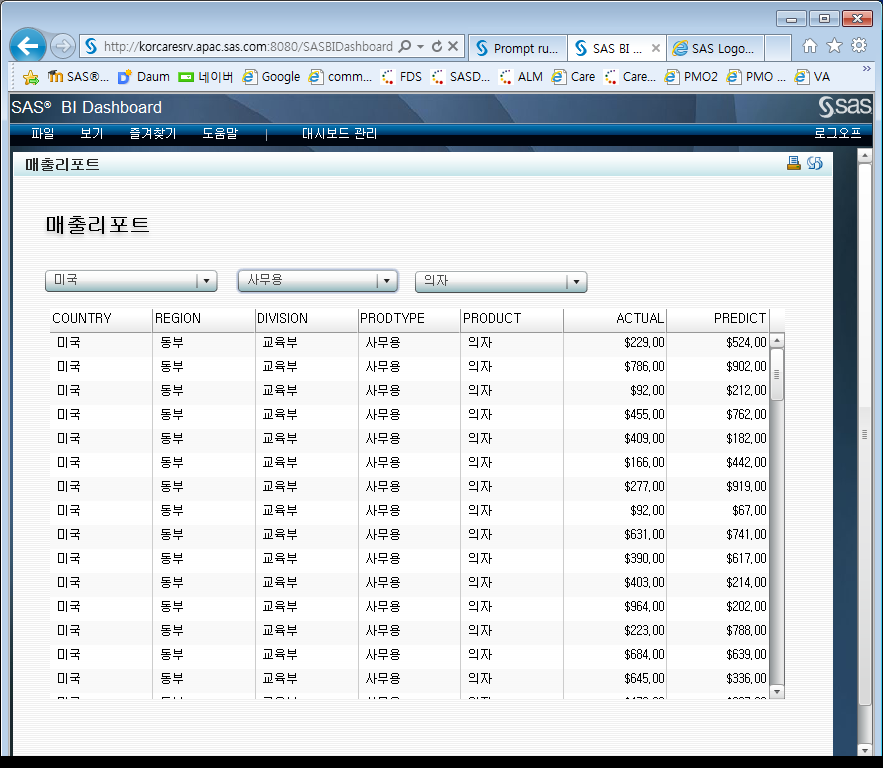 http://korcaresrv.apac.sas.com:8080/SASBIDashboard
Prompt ru...
SAS BI ...
SAS Logo...
SAS®...
Daum
네이버
Google
comm...
FDS
SASD...
ALM
Care
Care...
PMO2
PMO ...
VA
SAS® BI Dashboard
sas
파일 보기 즐겨찾기 도움말 | 대시보드 관리 로그오프
매출리포트
매출리포트
미국 사무용 의자
COUNTRY REGION DIVISION PRODTYPE PRODUCT ACTUAL PREDICT
미국 동부 교육부 사무용 의자 $229,00 $524,00
미국 동부 교육부 사무용 의자 $786,00 $902,00
미국 동부 교육부 사무용 의자 $92,00 $212,00
미국 동부 교육부 사무용 의자 $455,00 $762,00
미국 동부 교육부 사무용 의자 $409,00 $182,00
미국 동부 교육부 사무용 의자 $166,00 $442,00
미국 동부 교육부 사무용 의자 $277,00 $919,00
미국 동부 교육부 사무용 의자 $92,00 $67,00
미국 동부 교육부 사무용 의자 $631,00 $741,00
미국 동부 교육부 사무용 의자 $390,00 $617,00
미국 동부 교육부 사무용 의자 $403,00 $214,00
미국 동부 교육부 사무용 의자 $964,00 $202,00
미국 동부 교육부 사무용 의자 $223,00 $788,00
미국 동부 교육부 사무용 의자 $684,00 $639,00
미국 동부 교육부 사무용 의자 $645,00 $336,00